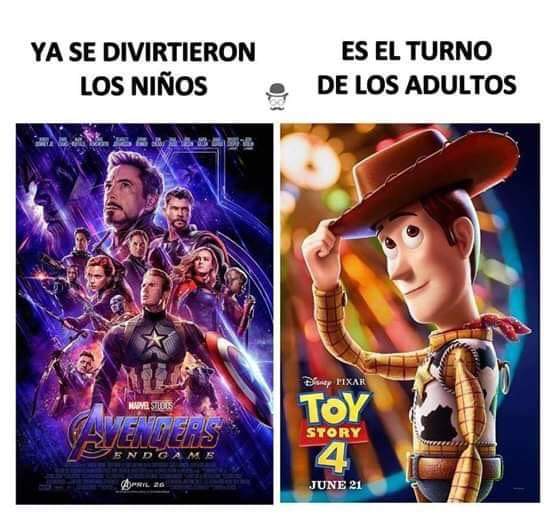 YA SE DIVIRTIERON
LOS NIÑOS
ES EL TURNO
DE LOS ADULTOS
MARVEL STUDIOS
AVENGERS
ENDGAME
APRIL 26
Disney PIXAR
TOY
STORY
4
JUNE 21